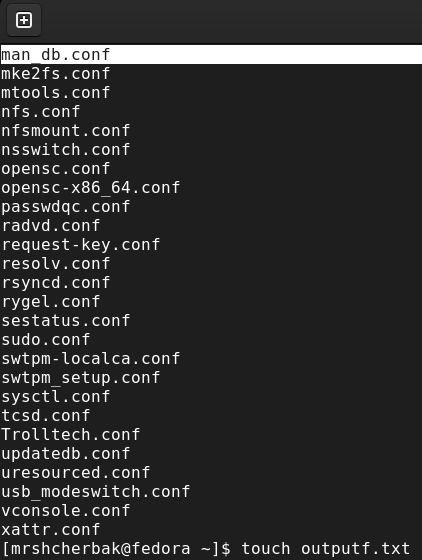 man_db.conf
mke2fs.conf
mtools.conf
nfs.conf
nfsmount.conf
nsswitch.conf
opensc.conf
opensc-x86_64.conf
passwdqc.conf
radvd.conf
request-key.conf
resolv.conf
rsyncd.conf
rygel.conf
sestatus.conf
sudo.conf
swtpm-localca.conf
swtpm_setup.conf
sysctl.conf
tcsd.conf
Trolltech.conf
updatedb.conf
uresourced.conf
usb_modeswitch.conf
vconsole.conf
xattr.conf
[mrshcherbak@fedora ~]$ touch outputf.txt